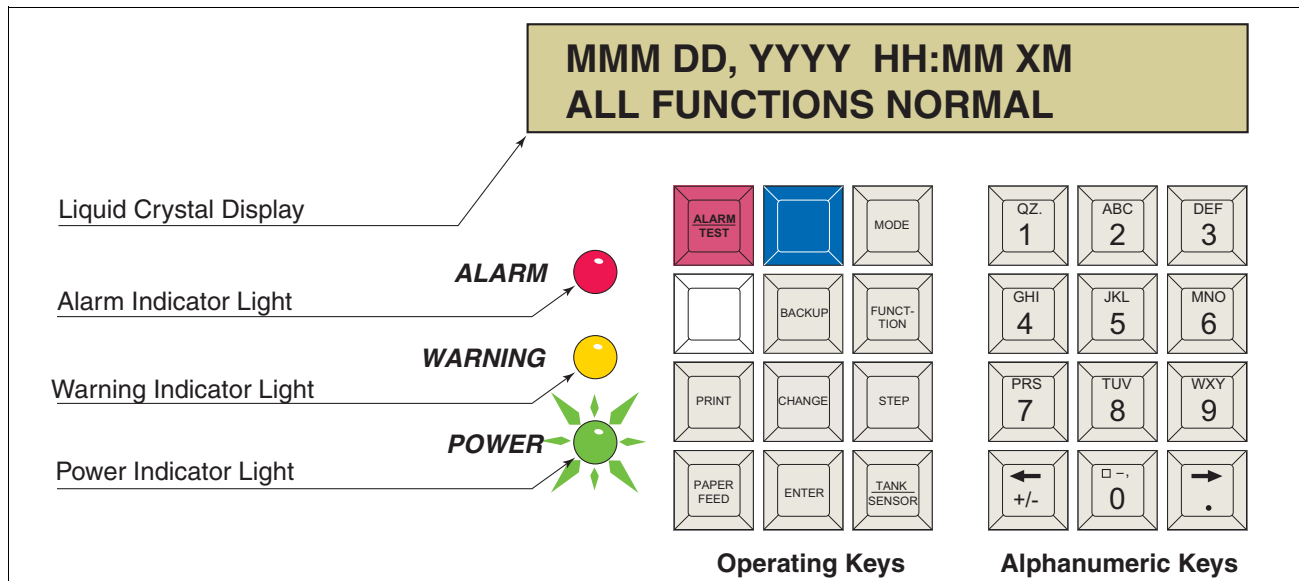 MMM DD, YYYY HH:MM XM
ALL FUNCTIONS NORMAL
Liquid Crystal Display
ALARM
Alarm Indicator Light
WARNING
Warning Indicator Light
POWER
Power Indicator Light
ALARM
TEST
MODE
BACKUP
FUNCT-
TION
PRINT
CHANGE
STEP
PAPER
FEED
ENTER
TANK
SENSOR
Operating Keys
QZ.
1
ABC
2
DEF
3
GHI
4
JKL
5
MNO
6
PRS
7
TUV
8
WXY
9
←
+/-
□ –,
0
→
.
Alphanumeric Keys